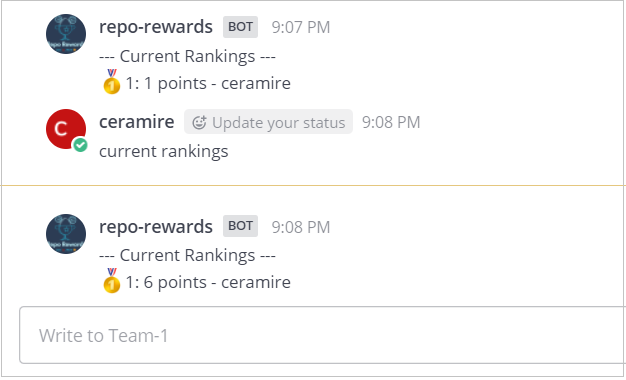 repo-rewards BOT 9:07 PM
--- Current Rankings ---
1: 1 points - ceramire
C
ceramire Update your status 9:08 PM
current rankings
repo-rewards BOT 9:08 PM
--- Current Rankings ---
1: 6 points - ceramire
Write to Team-1